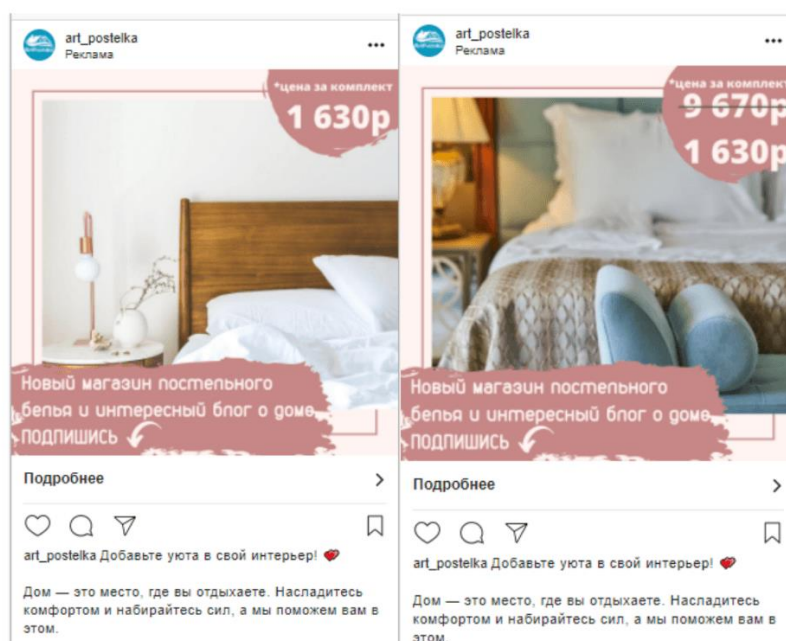 art_postelka
Реклама
*цена за комплект
1 630р
Новый магазин постельного
белья и интересный блог о доме
ПОДПИШИСЬ
Подробнее
art_postelka Добавьте уюта в свой интерьер!
Дом — это место, где вы отдыхаете. Насладитесь
комфортом и набирайтесь сил, а мы поможем вам в
этом.
art_postelka
Реклама
*цена за комплект
9 670р
1 630р
Новый магазин постельного
белья и интересный блог о доме
ПОДПИШИСЬ
Подробнее
art_postelka Добавьте уюта в свой интерьер!
Дом — это место, где вы отдыхаете. Насладитесь
комфортом и набирайтесь сил, а мы поможем вам в
этом.